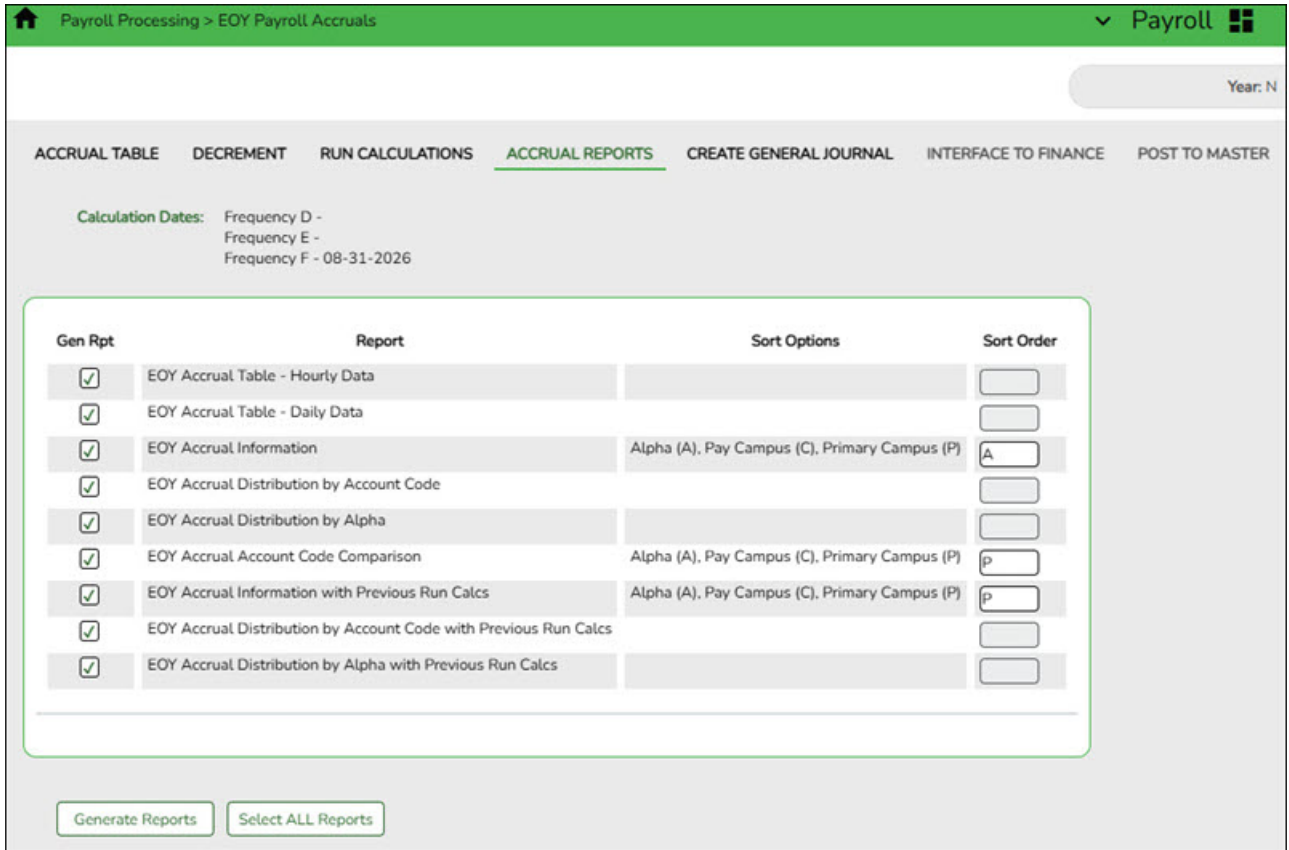 Payroll Processing > EOY Payroll Accruals
Payroll
Year: N
ACCRUAL TABLE DECREMENT RUN CALCULATIONS ACCRUAL REPORTS CREATE GENERAL JOURNAL INTERFACE TO FINANCE POST TO MASTER
Calculation Dates: Frequency D -
Frequency E -
Frequency F - 08-31-2026
Gen Rpt Report Sort Options Sort Order
EOY Accrual Table - Hourly Data
EOY Accrual Table - Daily Data
EOY Accrual Information Alpha (A), Pay Campus (C), Primary Campus (P) A
EOY Accrual Distribution by Account Code
EOY Accrual Distribution by Alpha
EOY Accrual Account Code Comparison Alpha (A), Pay Campus (C), Primary Campus (P) P
EOY Accrual Information with Previous Run Calcs Alpha (A), Pay Campus (C), Primary Campus (P) P
EOY Accrual Distribution by Account Code with Previous Run Calcs
EOY Accrual Distribution by Alpha with Previous Run Calcs
Generate Reports Select ALL Reports